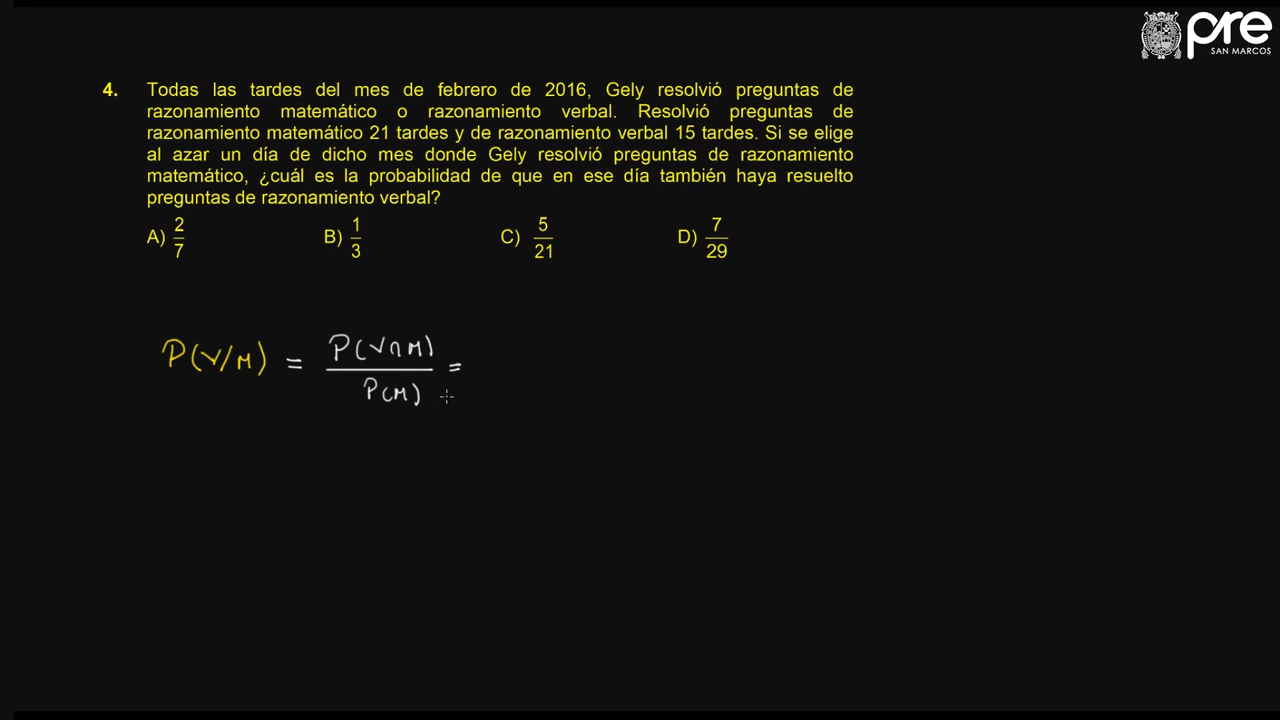 pre
SAN MARCOS
4. Todas las tardes del mes de febrero de 2016, Gely resolvió preguntas de
razonamiento matemático o razonamiento verbal. Resolvió preguntas de
razonamiento matemático 21 tardes y de razonamiento verbal 15 tardes. Si se elige
al azar un día de dicho mes donde Gely resolvió preguntas de razonamiento
matemático, ¿cuál es la probabilidad de que en ese día también haya resuelto
preguntas de razonamiento verbal?
A) 2/7 B) 1/3 C) 5/21 D) 7/29
P(V/M) = P(V∩M) / P(M) =